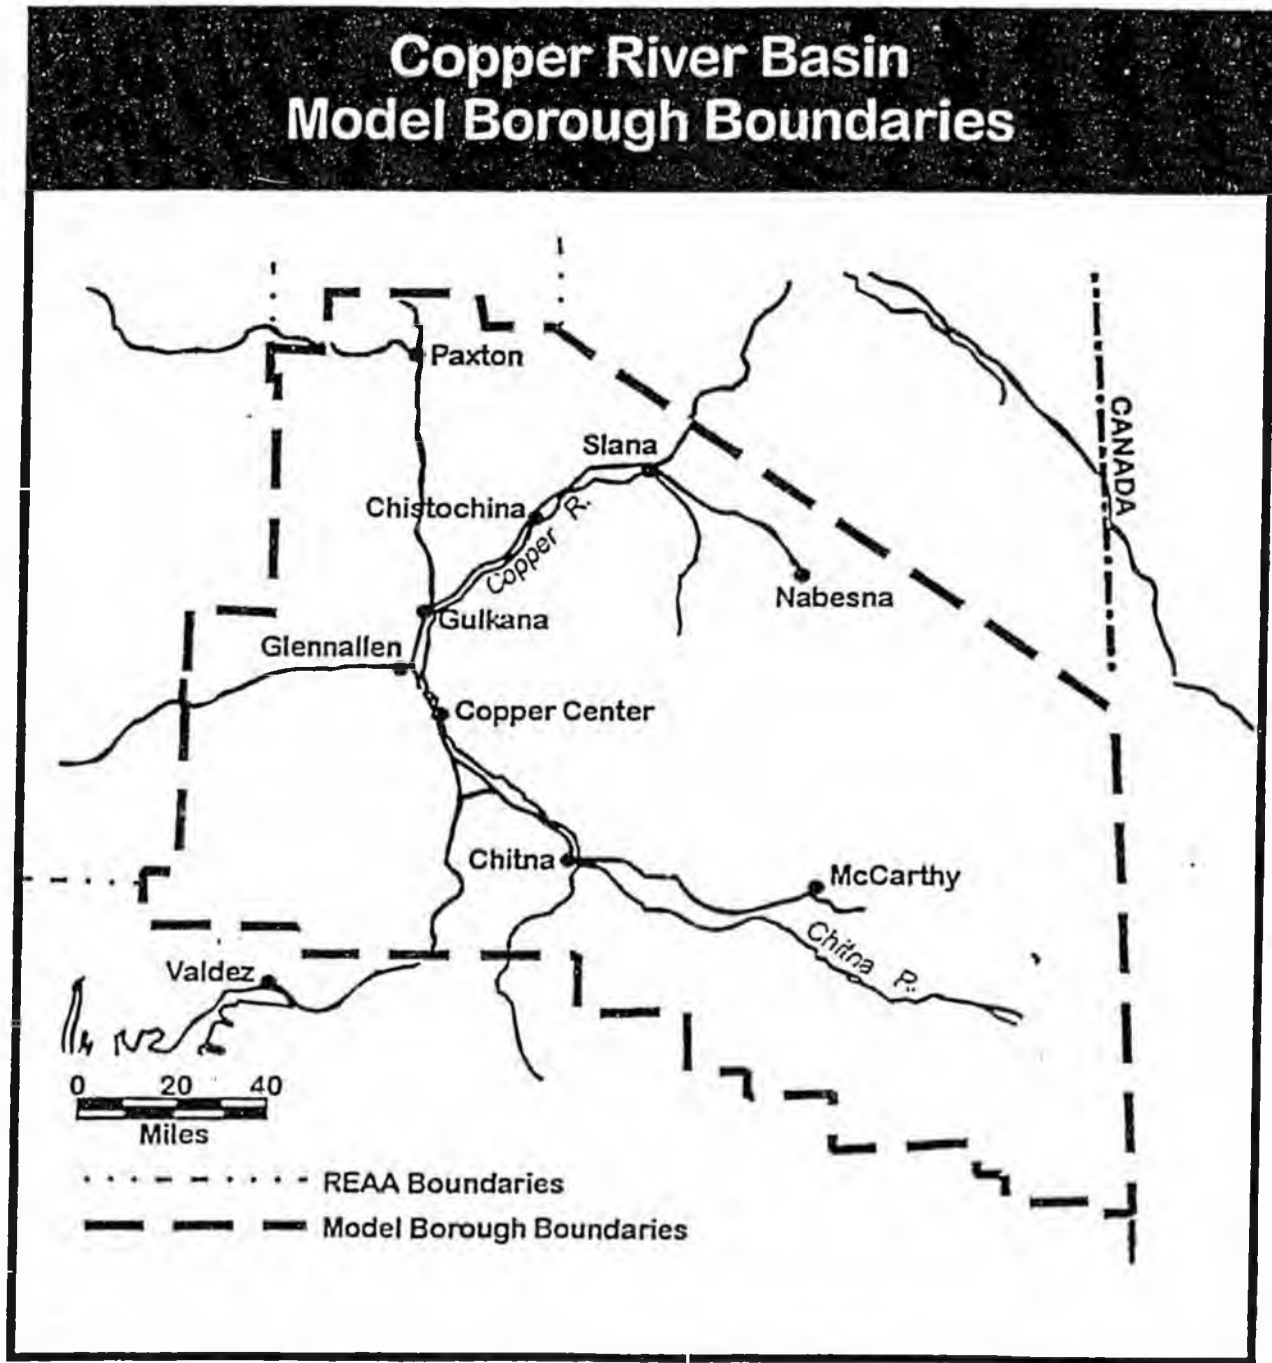 Copper River Basin
Model Borough Boundaries
Paxton
CANADA
Slana
Chistochina
Copper R.
Nabesna
Gulkana
Glennallen
Copper Center
Chitna
McCarthy
Chitna R.
Valdez
0 20 40
Miles
REAA Boundaries
Model Borough Boundaries